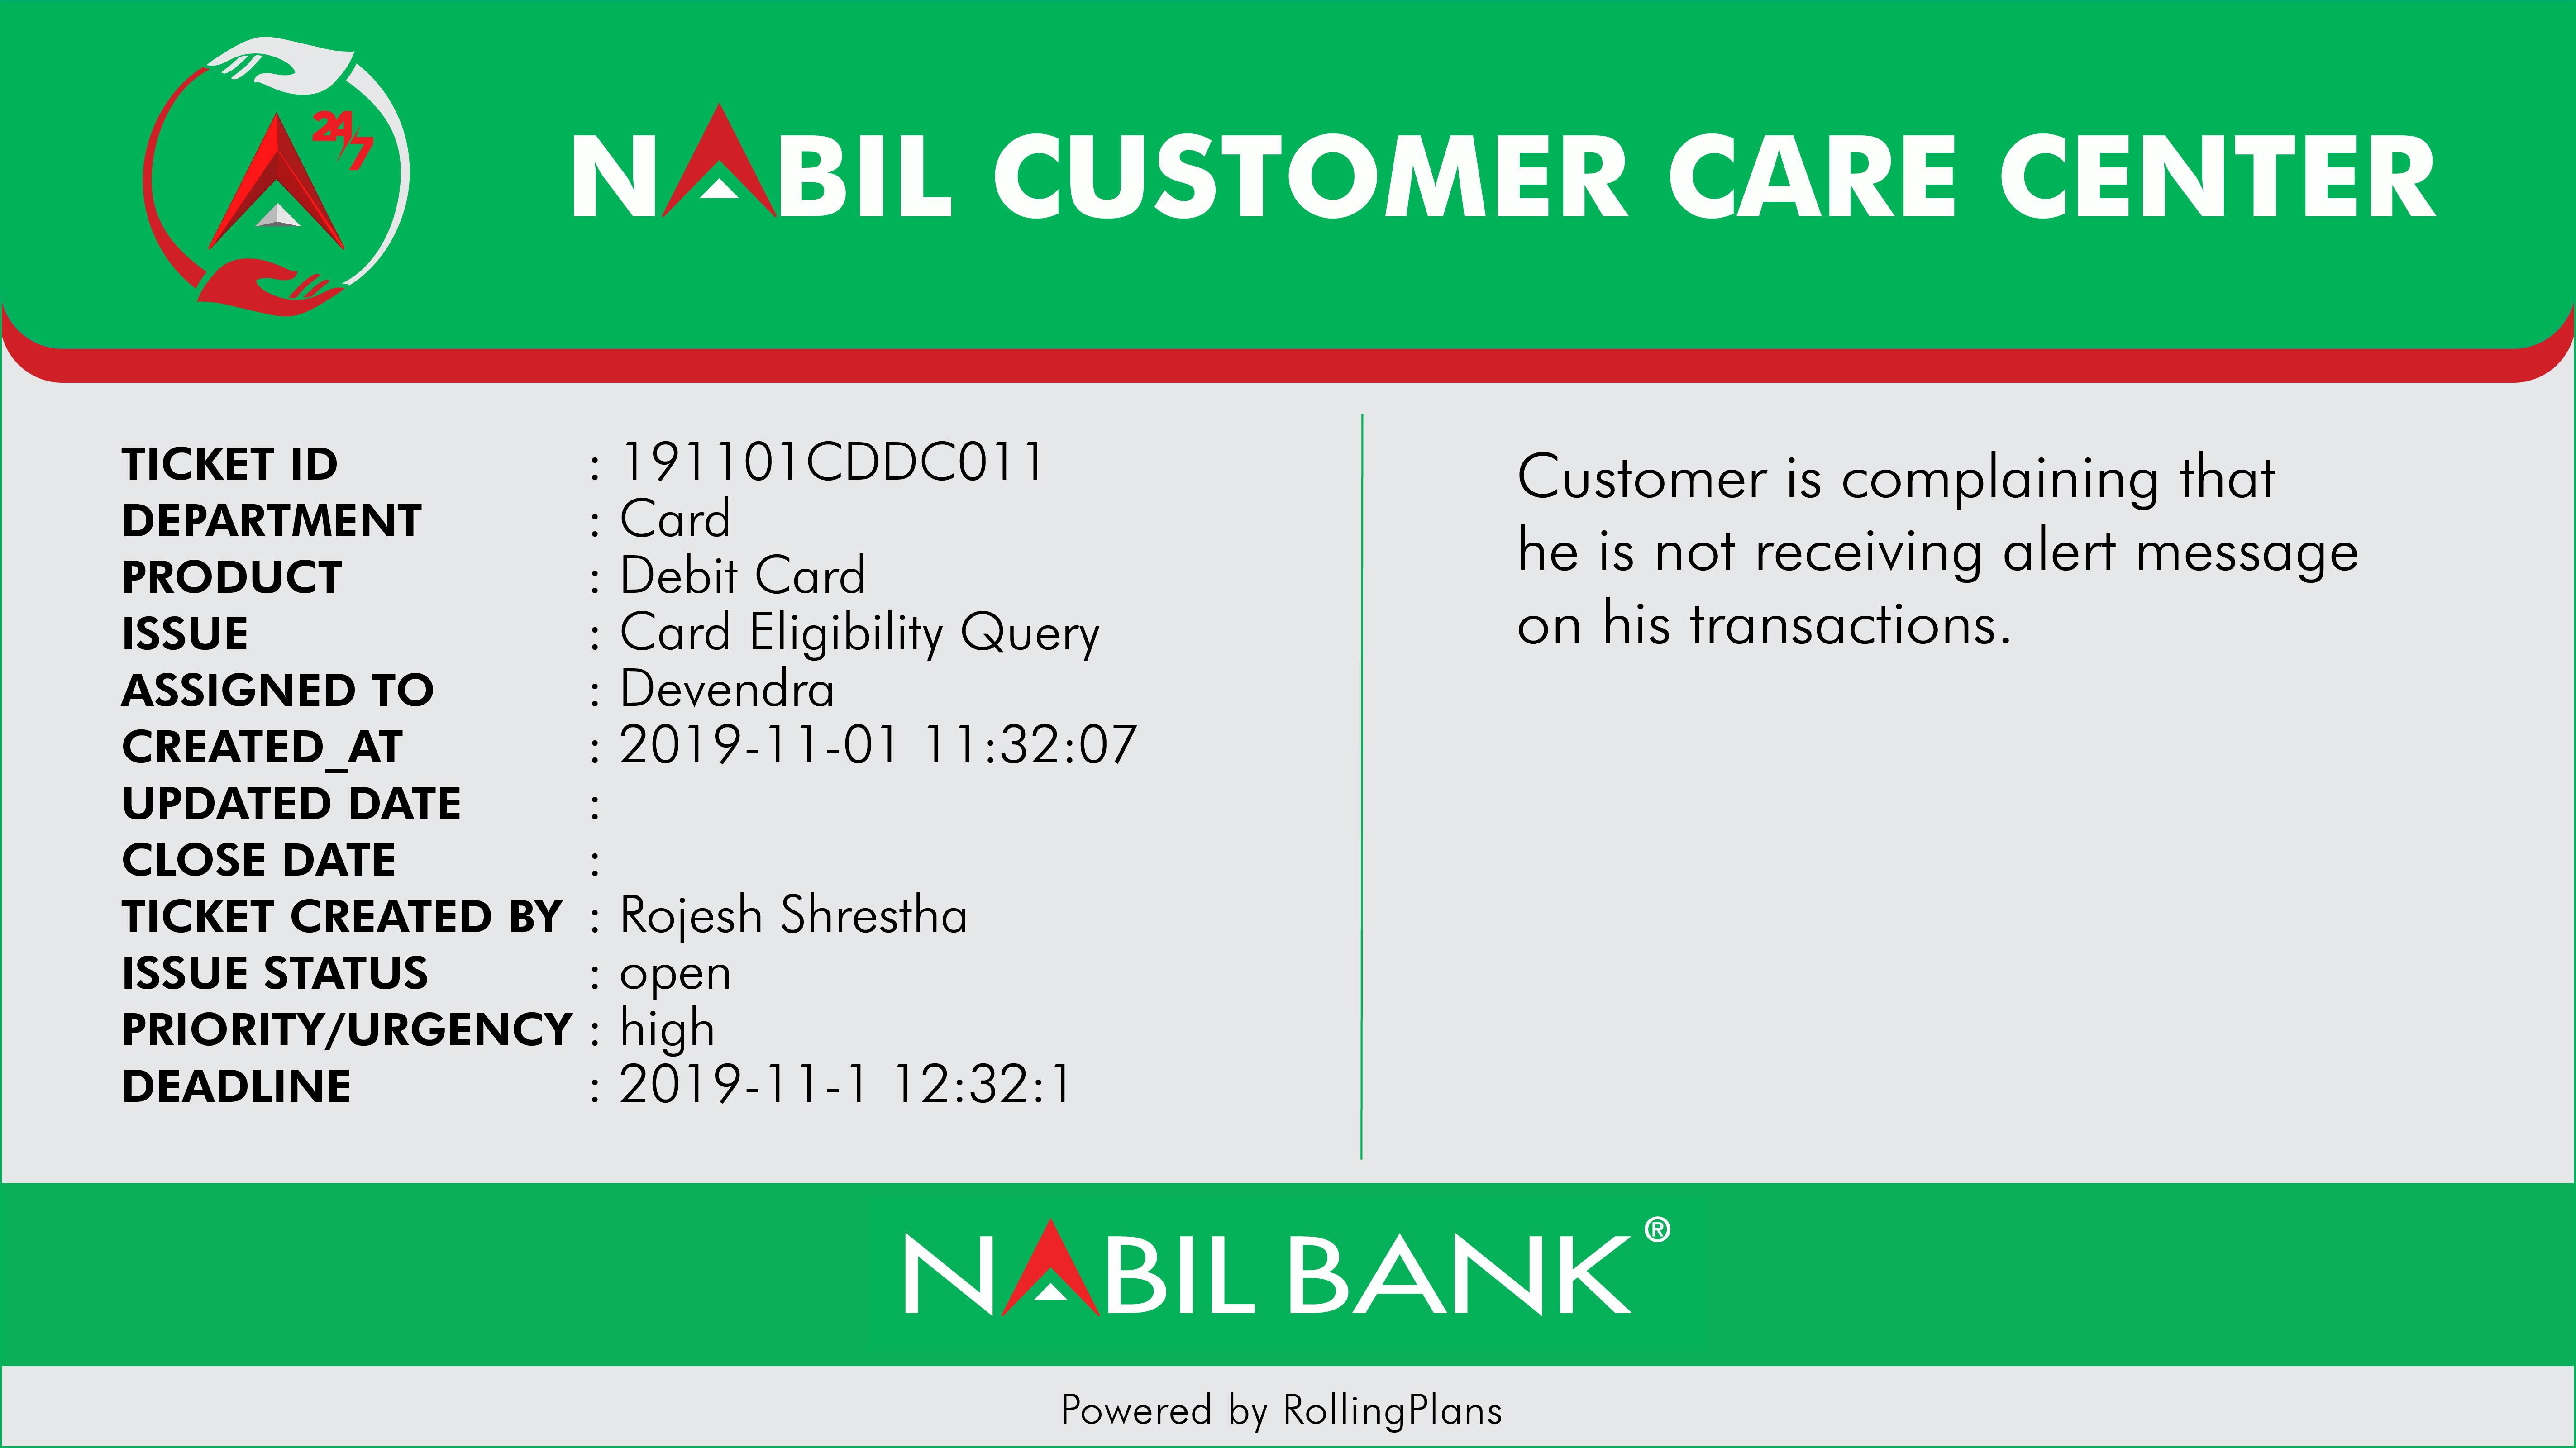 24/7
NABIL CUSTOMER CARE CENTER
TICKET ID : 191101CDDC011
DEPARTMENT : Card
PRODUCT : Debit Card
ISSUE : Card Eligibility Query
ASSIGNED TO : Devendra
CREATED_AT : 2019-11-01 11:32:07
UPDATED DATE :
CLOSE DATE :
TICKET CREATED BY : Rojesh Shrestha
ISSUE STATUS : open
PRIORITY/URGENCY : high
DEADLINE : 2019-11-1 12:32:1
Customer is complaining that
he is not receiving alert message
on his transactions.
NABIL BANK®
Powered by RollingPlans